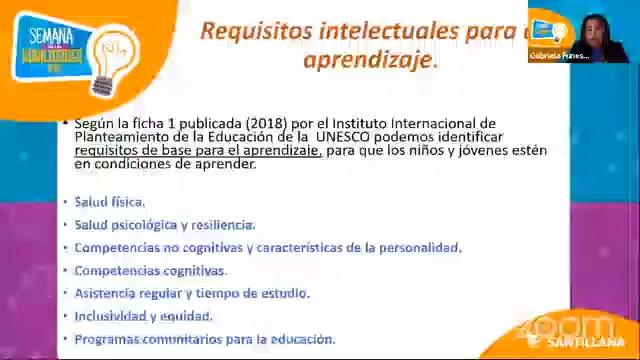 SEMANA
Requisitos intelectuales para
aprendizaje.
Gabriela Funes...
• Según la ficha 1 publicada (2018) por el Instituto Internacional de
Planteamiento de la Educación de la UNESCO podemos identificar
requisitos de base para el aprendizaje, para que los niños y jóvenes estén
en condiciones de aprender.
• Salud física.
• Salud psicológica y resiliencia.
• Competencias no cognitivas y características de la personalidad.
• Competencias cognitivas.
• Asistencia regular y tiempo de estudio.
• Inclusividad y equidad.
• Programas comunitarios para la educación.
zoom
SANTILLANA